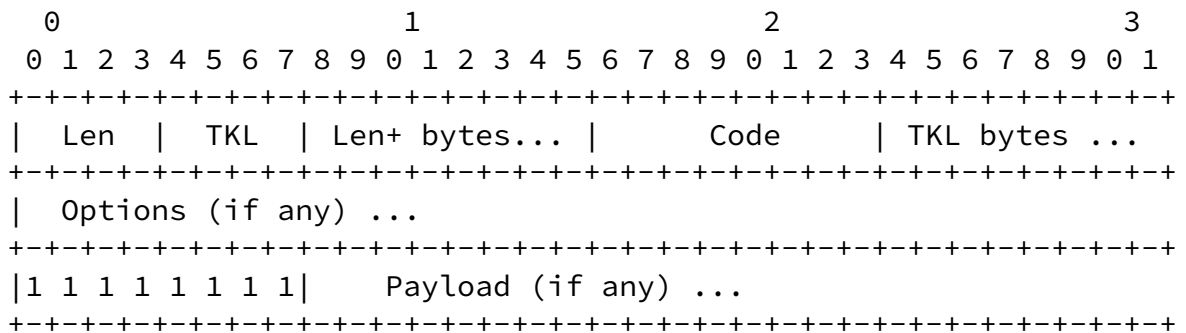 0                   1                   2                   3
 0 1 2 3 4 5 6 7 8 9 0 1 2 3 4 5 6 7 8 9 0 1 2 3 4 5 6 7 8 9 0 1
+-+-+-+-+-+-+-+-+-+-+-+-+-+-+-+-+-+-+-+-+-+-+-+-+-+-+-+-+-+-+-+-+
|  Len  |  TKL  | Len+ bytes... |      Code     | TKL bytes ...
+-+-+-+-+-+-+-+-+-+-+-+-+-+-+-+-+-+-+-+-+-+-+-+-+-+-+-+-+-+-+-+-+
|  Options (if any) ...
+-+-+-+-+-+-+-+-+-+-+-+-+-+-+-+-+-+-+-+-+-+-+-+-+-+-+-+-+-+-+-+-+
|1 1 1 1 1 1 1 1|    Payload (if any) ...
+-+-+-+-+-+-+-+-+-+-+-+-+-+-+-+-+-+-+-+-+-+-+-+-+-+-+-+-+-+-+-+-+